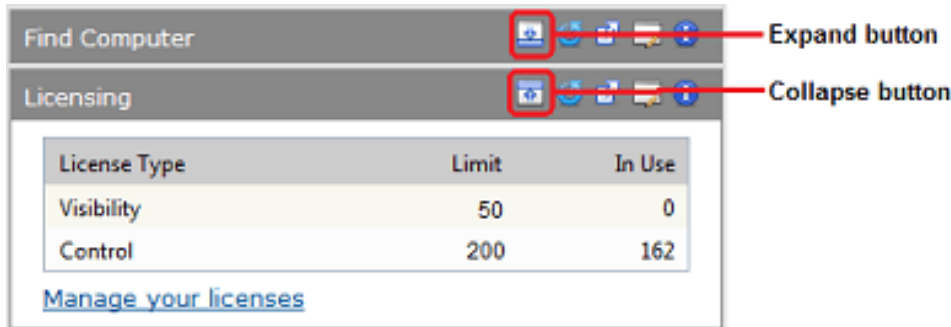 Find Computer
Expand button
Licensing
Collapse button
License Type Limit In Use
Visibility 50 0
Control 200 162
Manage your licenses